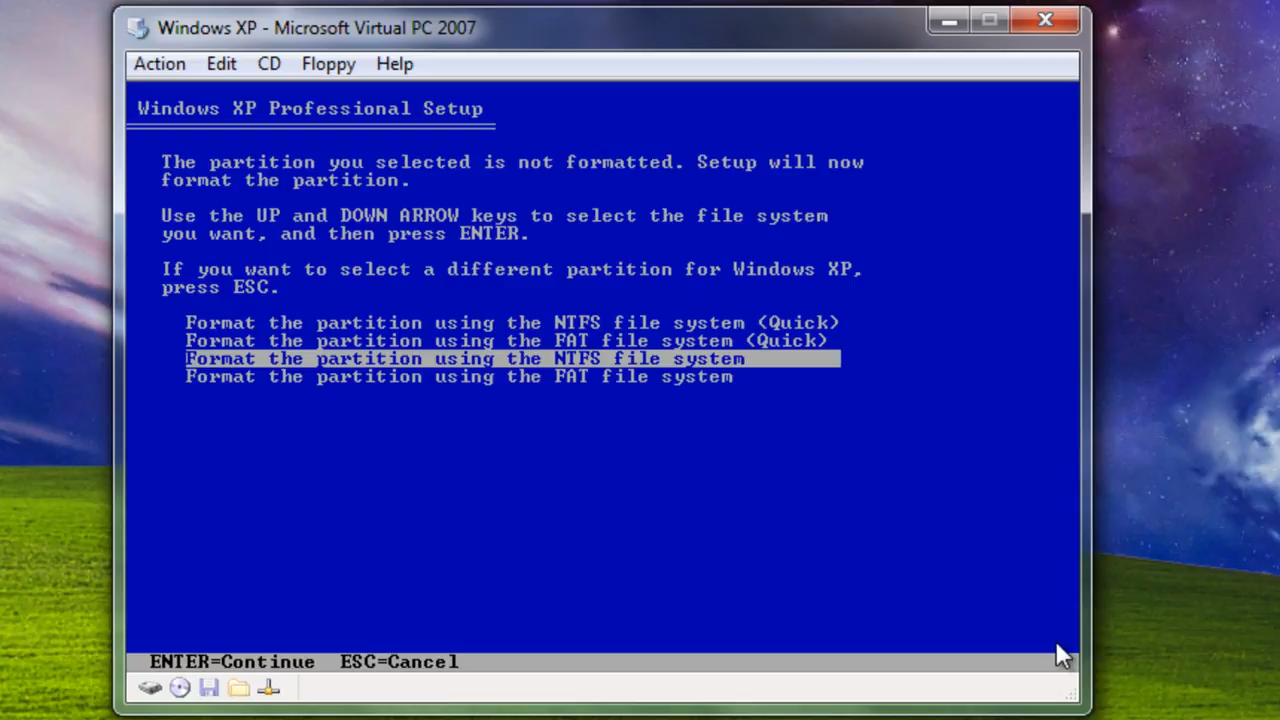 Windows XP - Microsoft Virtual PC 2007
Action Edit CD Floppy Help
Windows XP Professional Setup
The partition you selected is not formatted. Setup will now
format the partition.
Use the UP and DOWN ARROW keys to select the file system
you want, and then press ENTER.
If you want to select a different partition for Windows XP,
press ESC.
Format the partition using the NTFS file system (Quick)
Format the partition using the FAT file system (Quick)
Format the partition using the NTFS file system
Format the partition using the FAT file system
ENTER=Continue ESC=Cancel